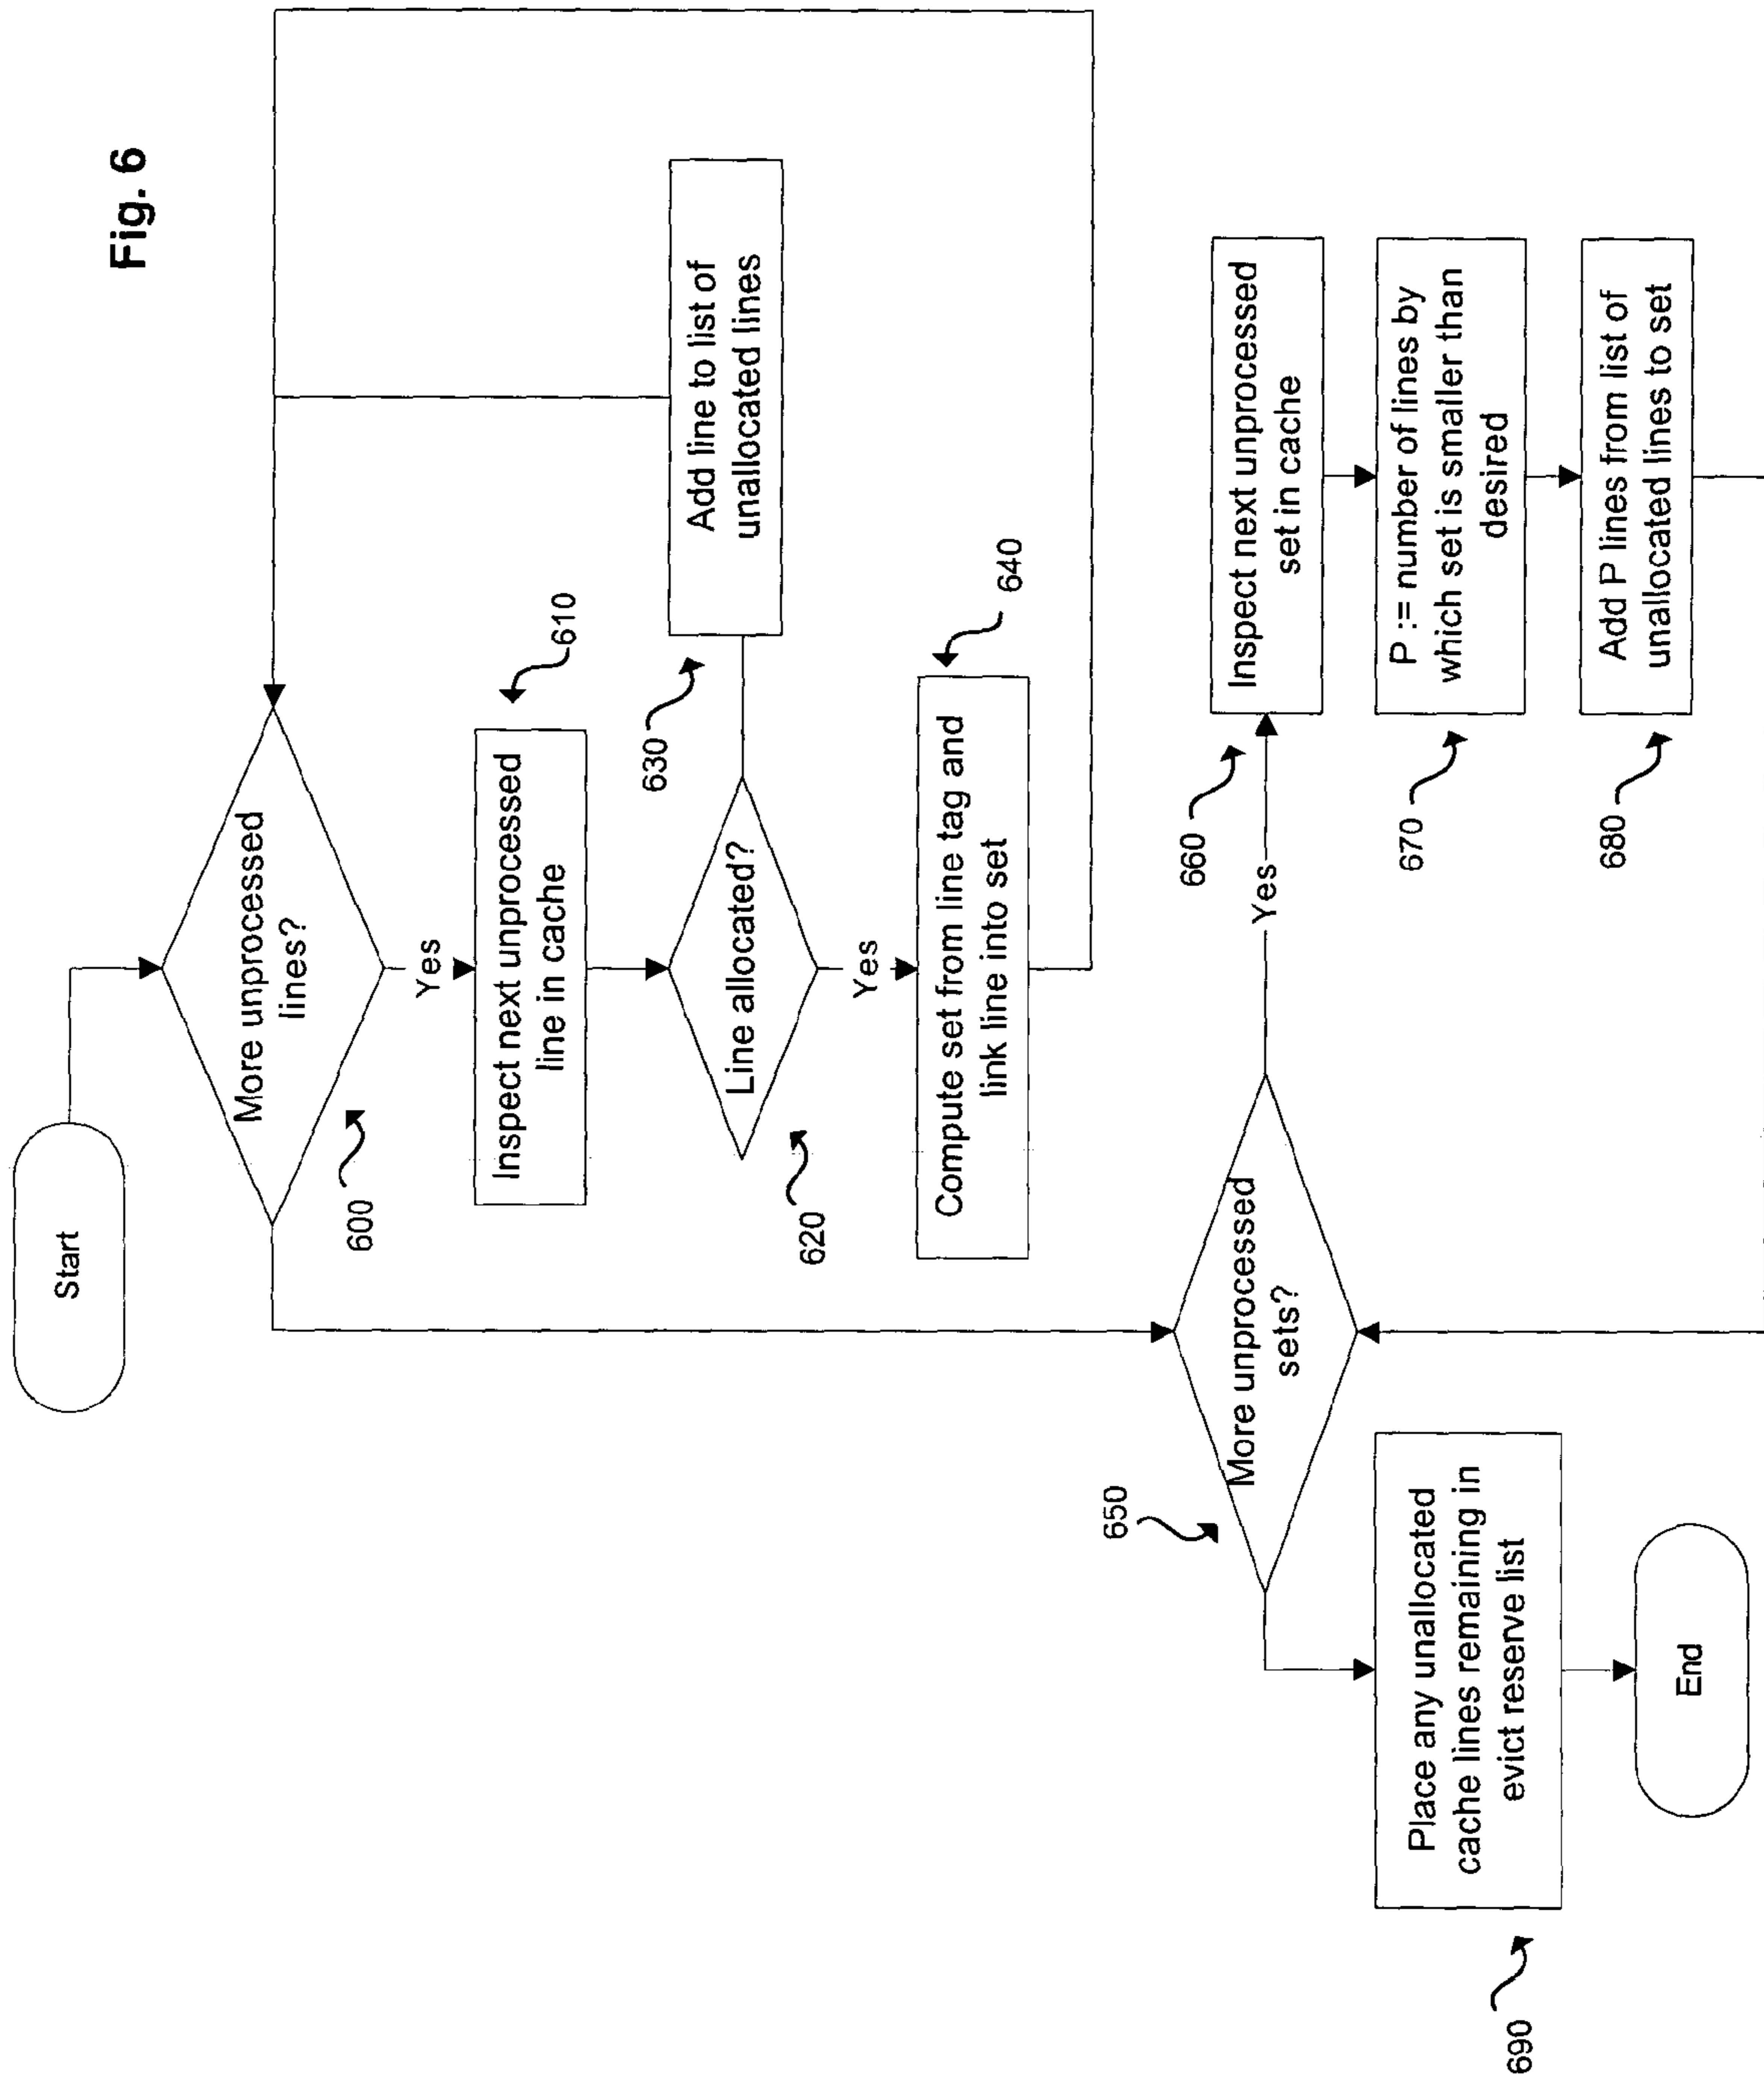 Fig. 6
Start
More unprocessed
lines?
600
Yes
Inspect next unprocessed
line in cache
610
Line allocated?
620
630
Add line to list of
unallocated lines
Yes
Compute set from line tag and
link line into set
640
650
More unprocessed
sets?
Yes
660
Inspect next unprocessed
set in cache
670
P := number of lines by
which set is smaller than
desired
680
Add P lines from list of
unallocated lines to set
690
Place any unallocated
cache lines remaining in
evict reserve list
End